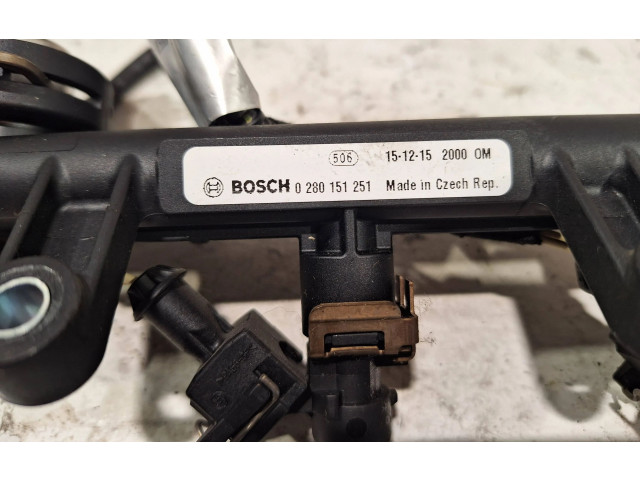 506 15-12-15 2000 OM
BOSCH 0 280 151 251 Made in Czech Rep.